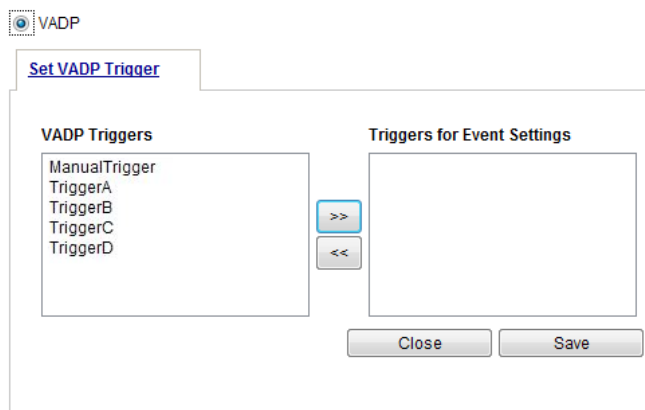 VADP
Set VADP Trigger
VADP Triggers
Triggers for Event Settings
ManualTrigger
TriggerA
TriggerB
TriggerC
TriggerD
>>
<<
Close
Save